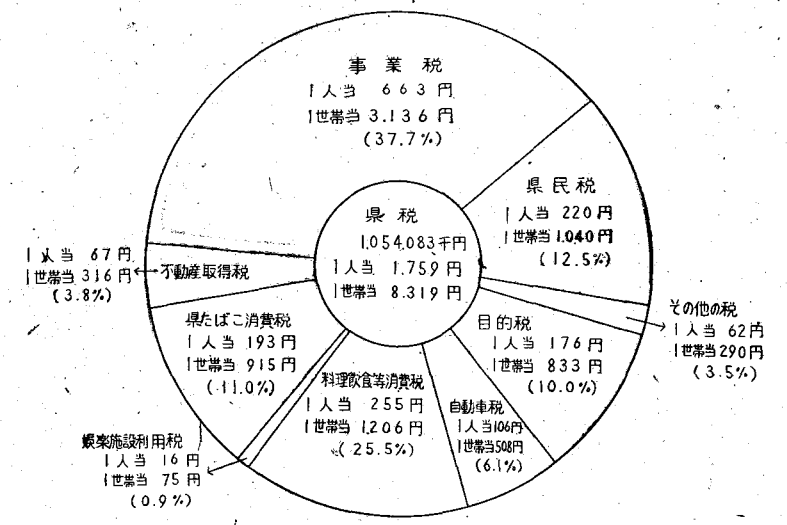 事業税
1人当 663円
1世帯当 3.136円
(37.7%)
県民税
1人当 220円
1世帯当 1.040円
(12.5%)
県税
1.054.083千円
1人当 1.759円
1世帯当 8.319円
その他の税
1人当 62円
1世帯当 290円
(3.5%)
目的税
1人当 176円
1世帯当 833円
(10.0%)
自動車税
1人当 106円
1世帯当 508円
(6.1%)
料理飲食等消費税
1人当 255円
1世帯当 1.206円
(25.5%)
娯楽施設利用税
1人当 16円
1世帯当 75円
(0.9%)
県たばこ消費税
1人当 193円
1世帯当 915円
(11.0%)
不動産取得税
1人当 67円
1世帯当 316円
(3.8%)